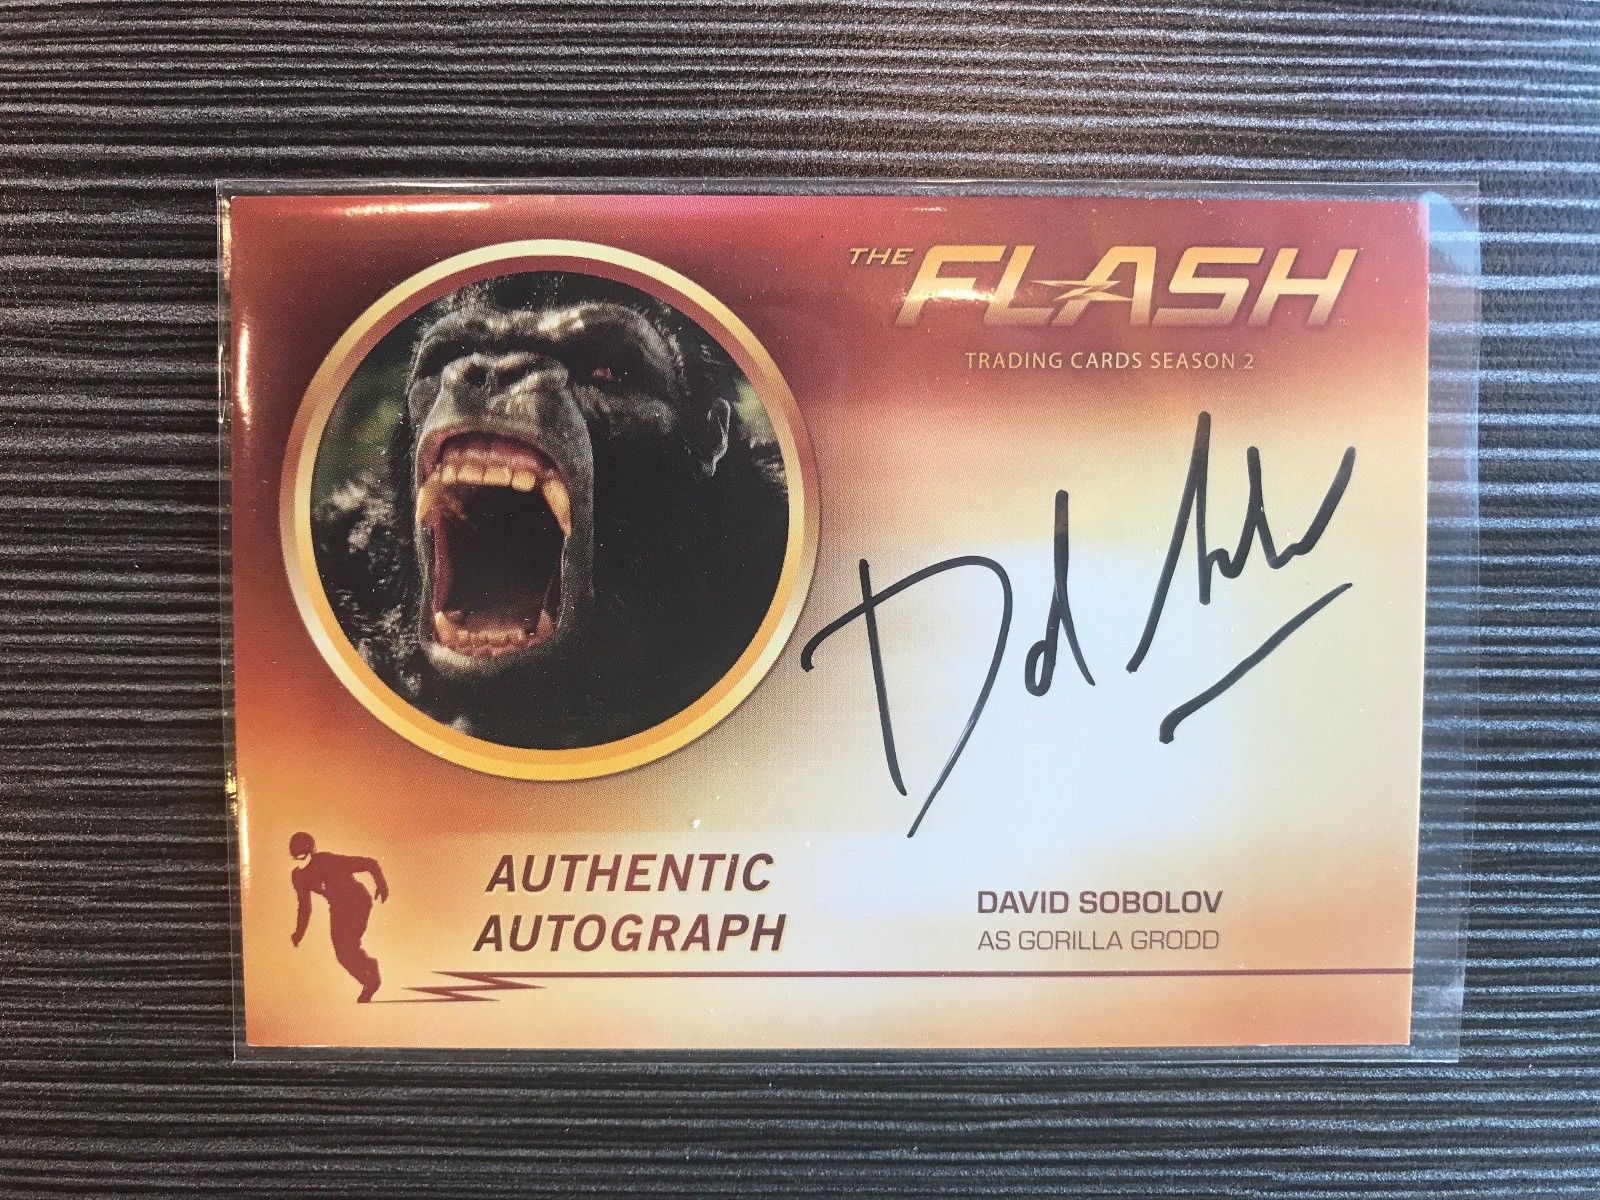 THE FLASH
TRADING CARDS SEASON 2
AUTHENTIC
AUTOGRAPH
DAVID SOBOLOV
AS GORILLA GRODD